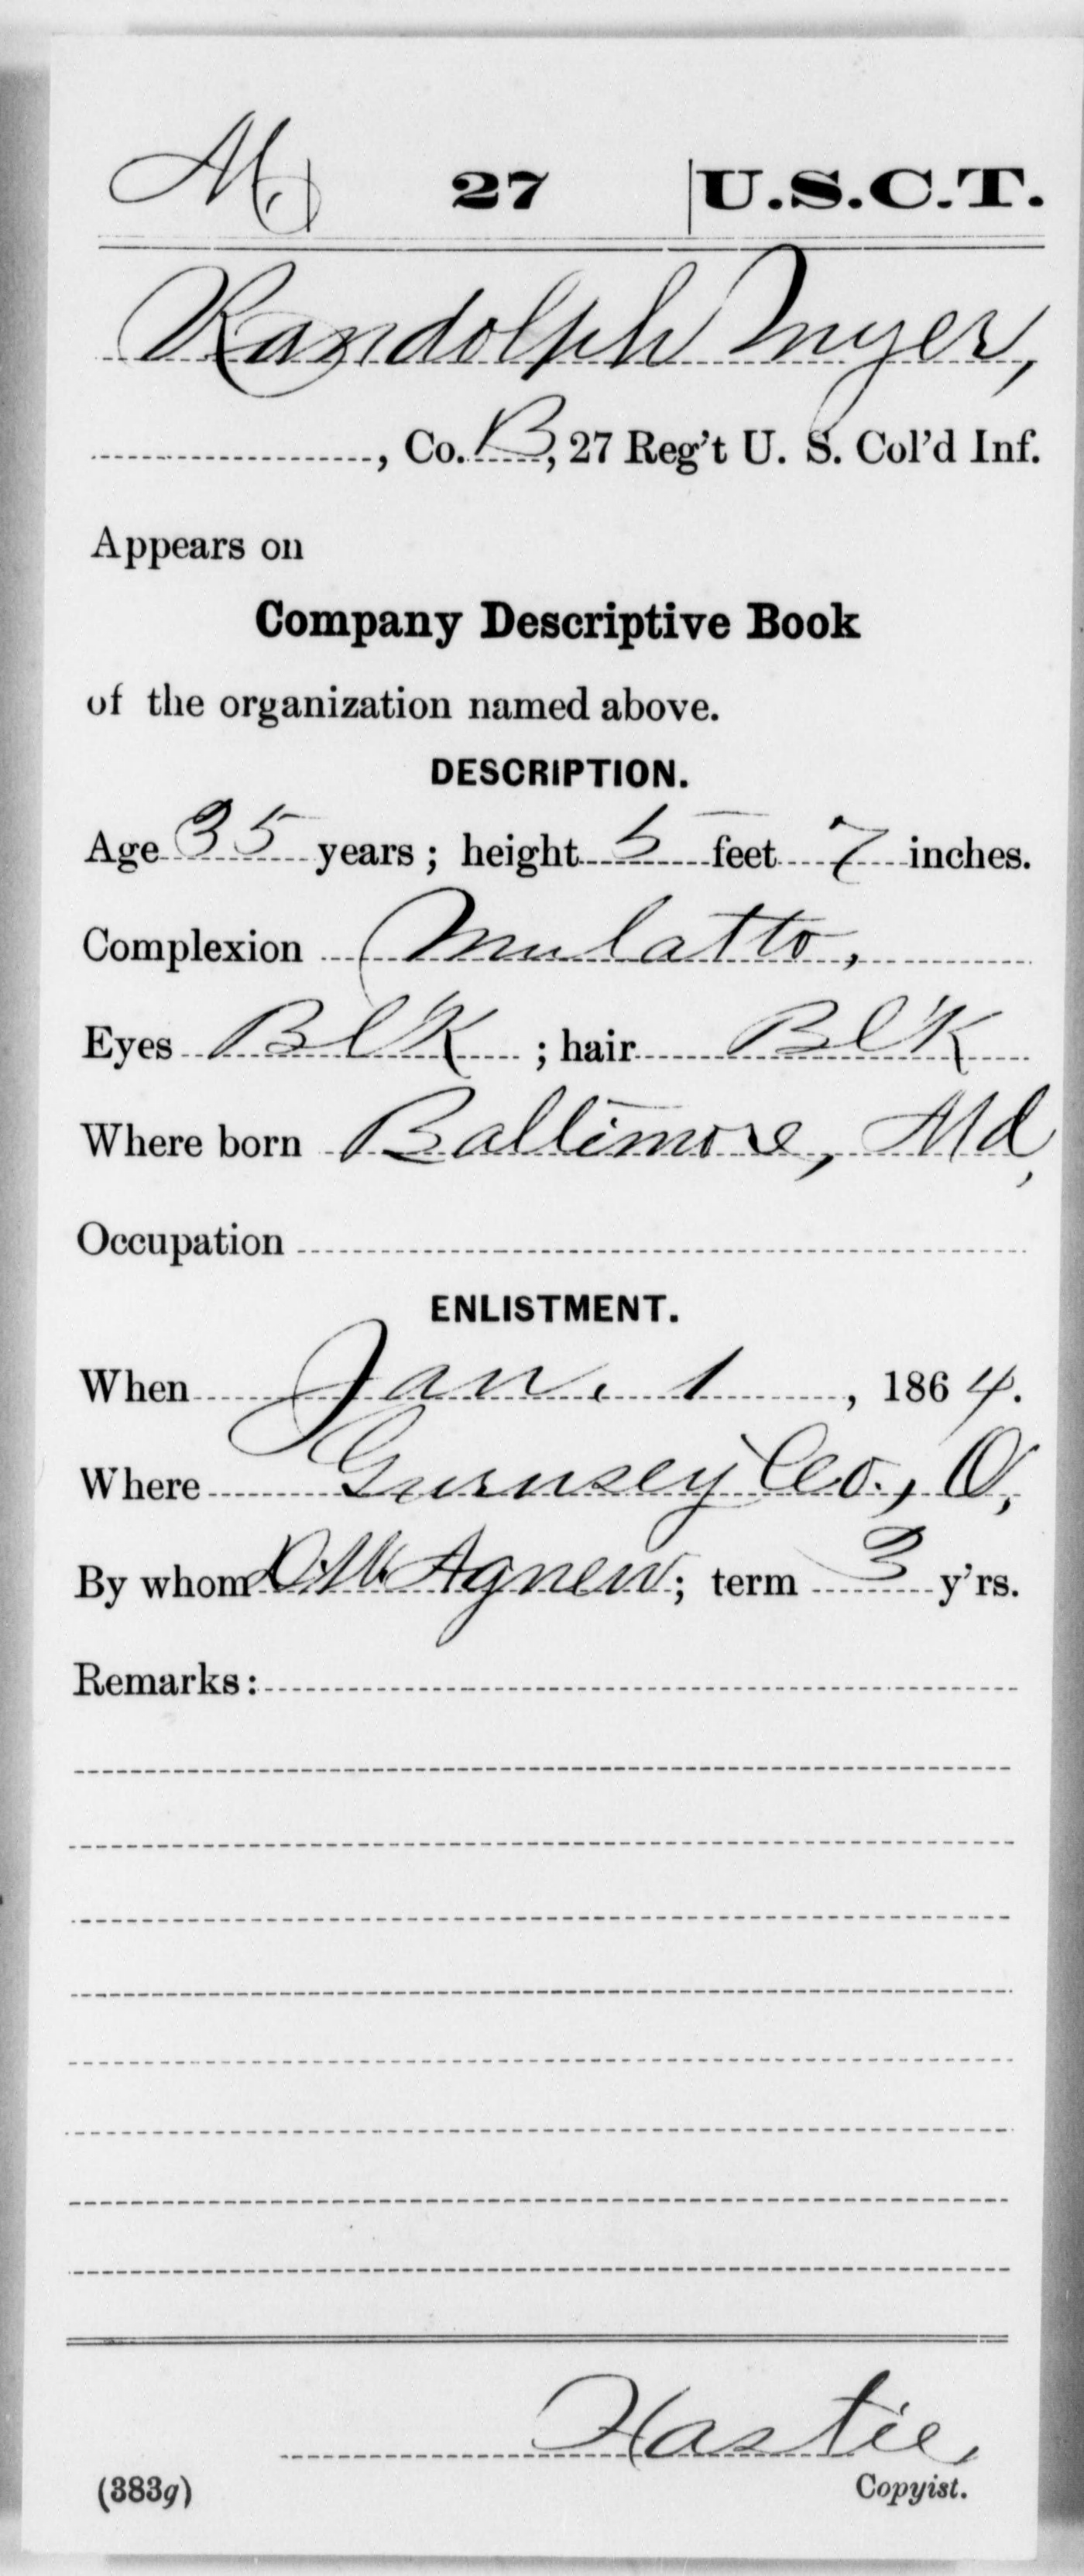 M 27 U.S.C.T.
Randolph Myer,
, Co. B, 27 Reg't U. S. Col'd Inf.
Appears on
Company Descriptive Book
of the organization named above.
DESCRIPTION.
Age 35 years; height 5 feet 7 inches.
Complexion Mulatto,
Eyes Blk; hair Blk
Where born Baltimore, Md,
Occupation
ENLISTMENT.
When Jan. 1, 1864.
Where Gurnsey Co., O,
By whom Agnew; term 3 y'rs.
Remarks:
Hastie,
(383g) Copyist.